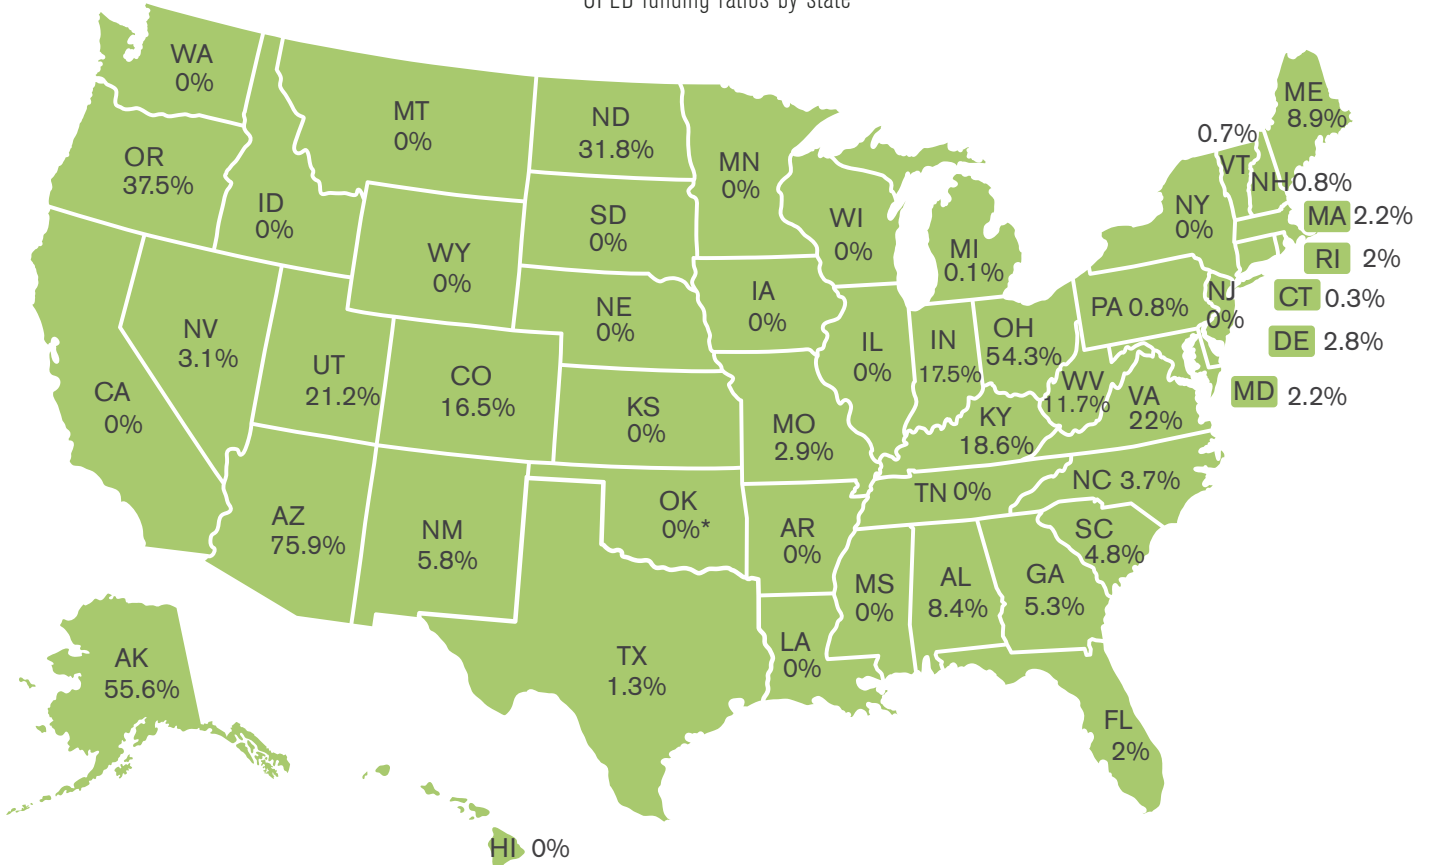 OPEB funding ratios by state
WA
0%
OR
37.5%
ID
0%
MT
0%
ND
31.8%
MN
0%
SD
0%
WY
0%
NE
0%
IA
0%
WI
0%
MI
0.1%
ME
8.9%
0.7%
VT
NH 0.8%
NY
0%
MA 2.2%
RI 2%
CT 0.3%
DE 2.8%
MD 2.2%
NJ
0%
PA 0.8%
OH
54.3%
IN
17.5%
IL
0%
WV
11.7%
VA
22%
KY
18.6%
NV
3.1%
UT
21.2%
CO
16.5%
KS
0%
MO
2.9%
CA
0%
AZ
75.9%
NM
5.8%
OK
0%*
AR
0%
TN 0%
NC 3.7%
SC
4.8%
MS
0%
AL
8.4%
GA
5.3%
LA
0%
TX
1.3%
FL
2%
AK
55.6%
HI 0%